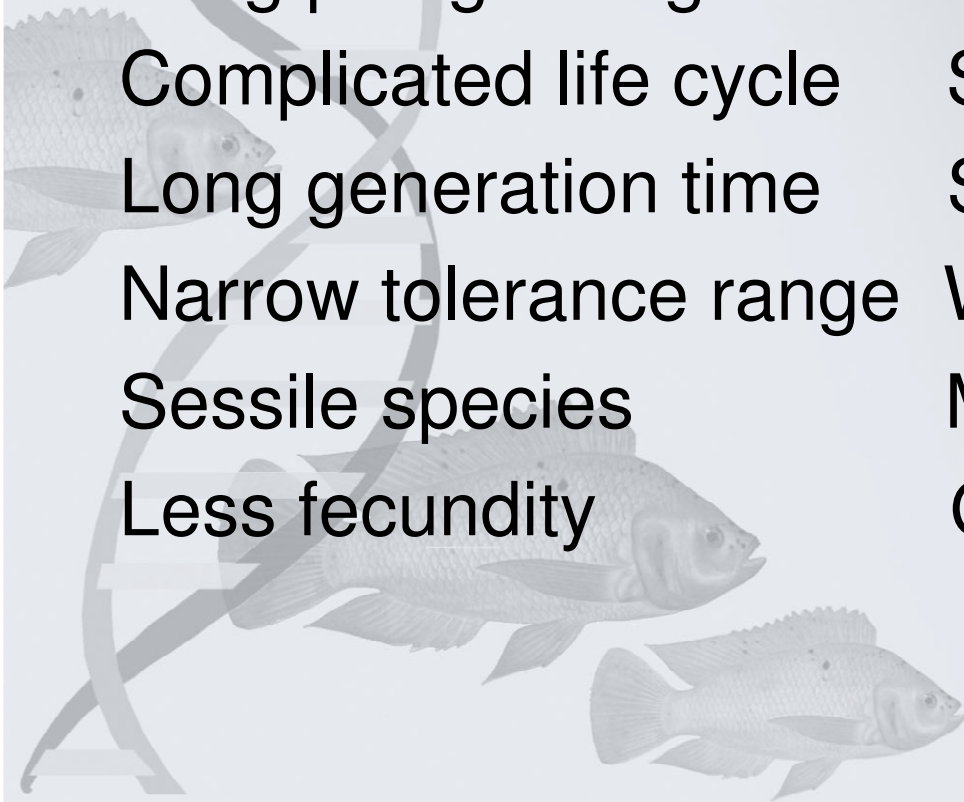 Complicated life cycle
Long generation time
Narrow tolerance range
Sessile species
Less fecundity